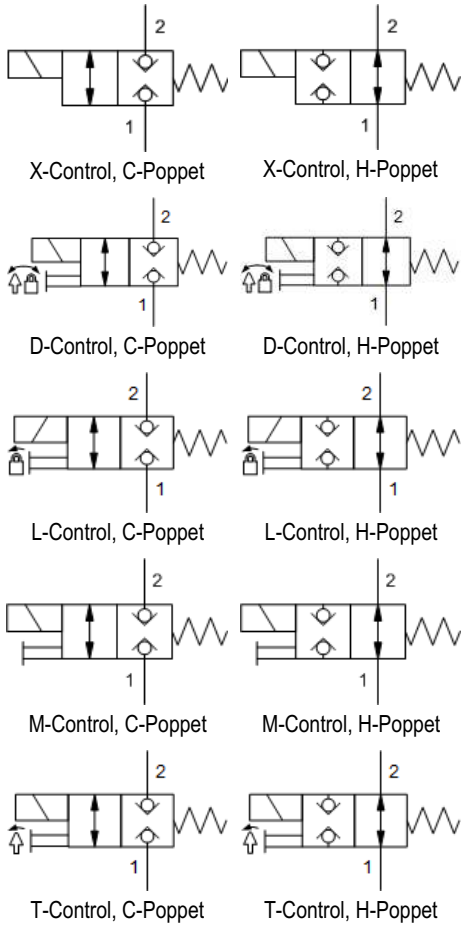 2 2
1 1
X-Control, C-Poppet X-Control, H-Poppet
2 2
1 1
D-Control, C-Poppet D-Control, H-Poppet
2 2
1 1
L-Control, C-Poppet L-Control, H-Poppet
2 2
1 1
M-Control, C-Poppet M-Control, H-Poppet
2 2
1 1
T-Control, C-Poppet T-Control, H-Poppet